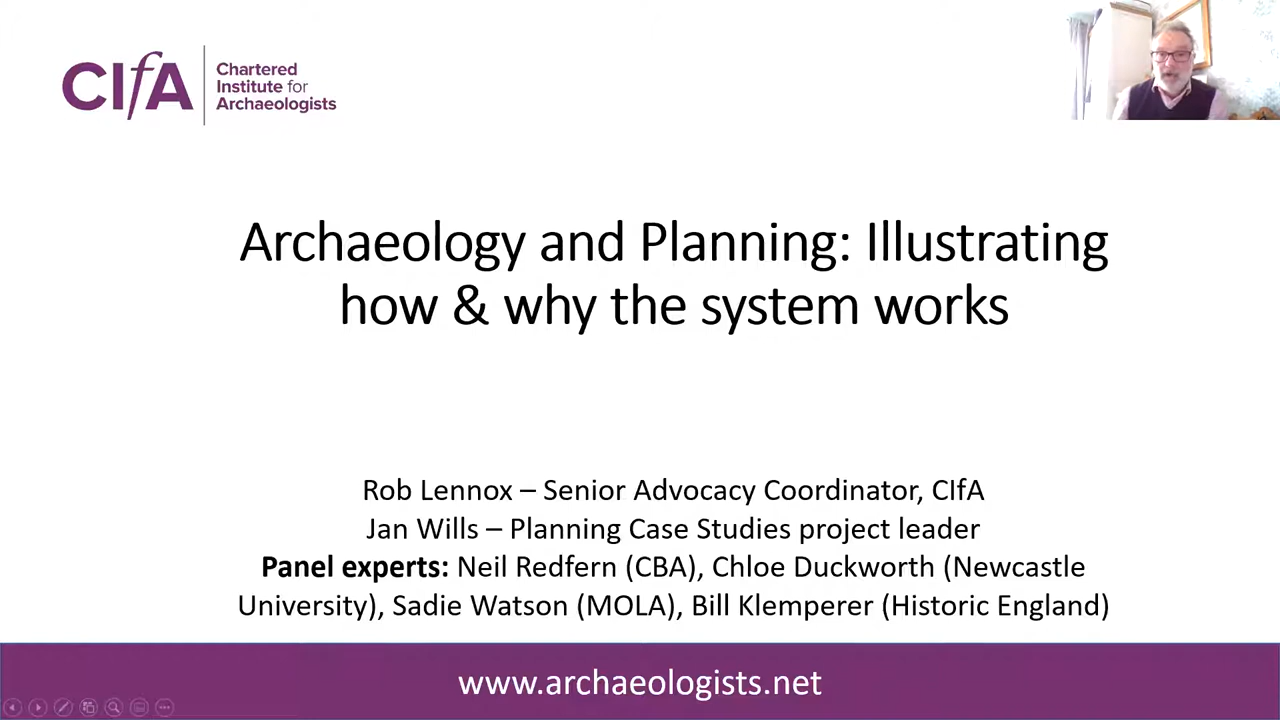 CIfA
Chartered
Institute for
Archaeologists
Archaeology and Planning: Illustrating
how & why the system works
Rob Lennox – Senior Advocacy Coordinator, CIfA
Jan Wills – Planning Case Studies project leader
Panel experts: Neil Redfern (CBA), Chloe Duckworth (Newcastle
University), Sadie Watson (MOLA), Bill Klemperer (Historic England)
www.archaeologists.net